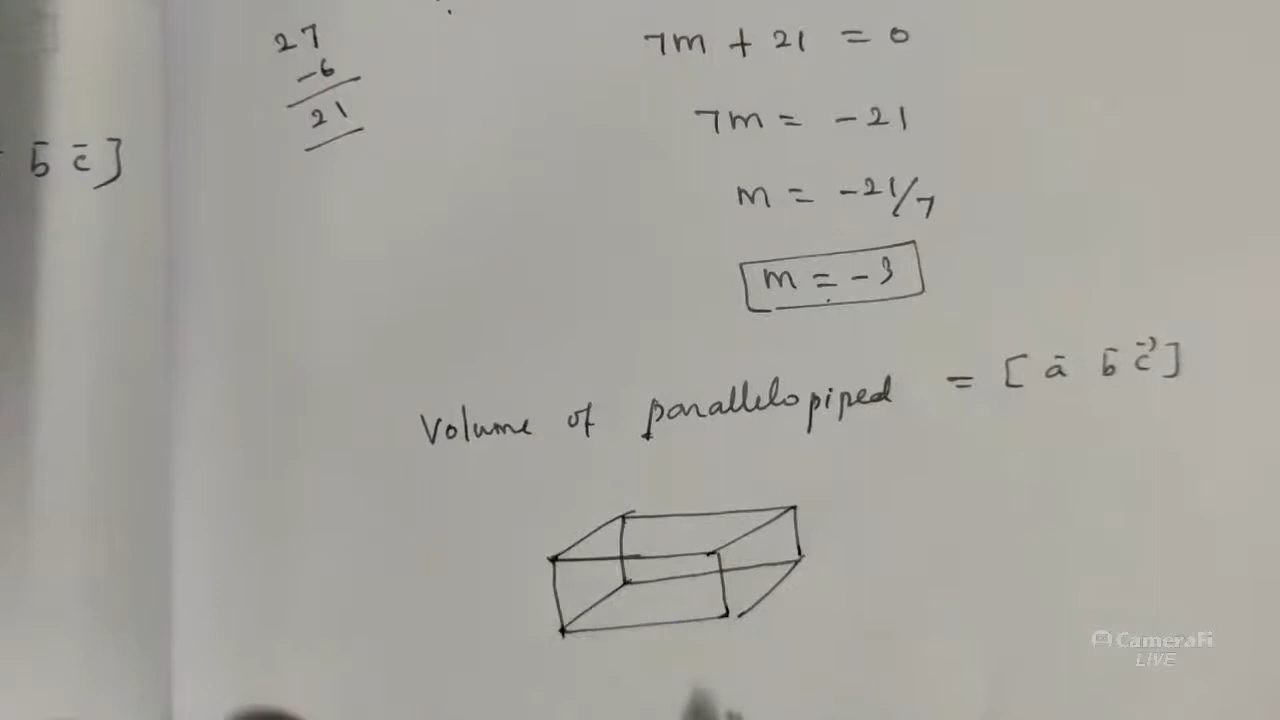 27
-6
21
b̄ c̄]
7m + 21 = 0
7m = -21
m = -21/7
m = -3
Volume of parallelopiped = [ā b̄ c⃗]
CameraFi
LIVE